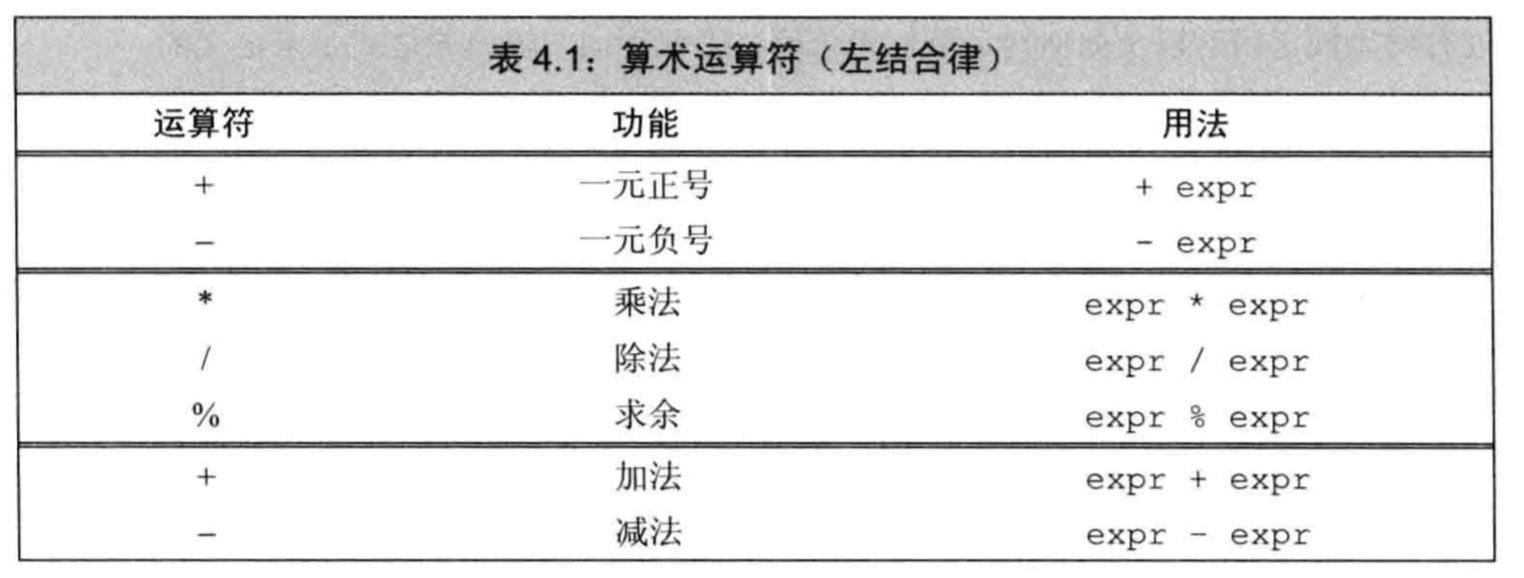 表 4.1：算术运算符（左结合律）
运算符 功能 用法
+ 一元正号 + expr
- 一元负号 - expr
* 乘法 expr * expr
/ 除法 expr / expr
% 求余 expr % expr
+ 加法 expr + expr
- 减法 expr - expr